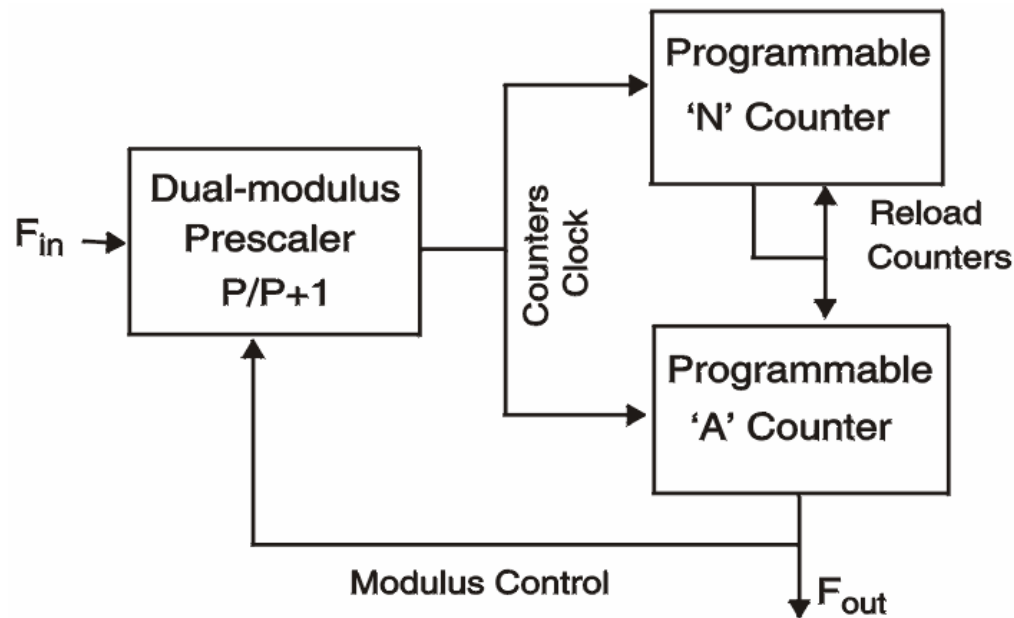 Programmable
‘N’ Counter
Dual-modulus
Prescaler
P/P+1
Fin
Counters
Clock
Reload
Counters
Programmable
‘A’ Counter
Modulus Control
Fout